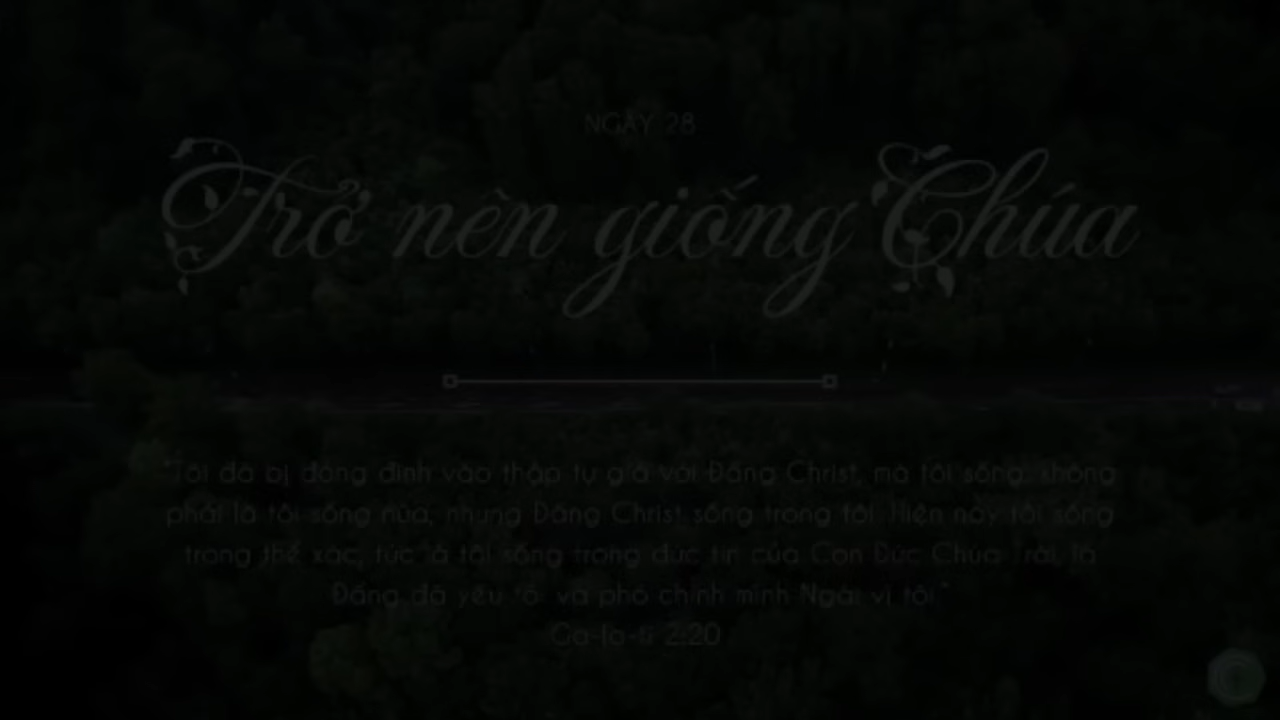 NGÀY 28
Trở nên giống Chúa
"Tôi đã bị đóng đinh vào thập tự giá với Đấng Christ, mà tôi sống, không
phải là tôi sống nữa, nhưng Đấng Christ sống trong tôi. Hiện nay tôi sống
trong thể xác, tức là tôi sống trong đức tin của Con Đức Chúa Trời, là
Đấng đã yêu tôi, và phó chính mình Ngài vì tôi"
Ga-la-ti 2:20